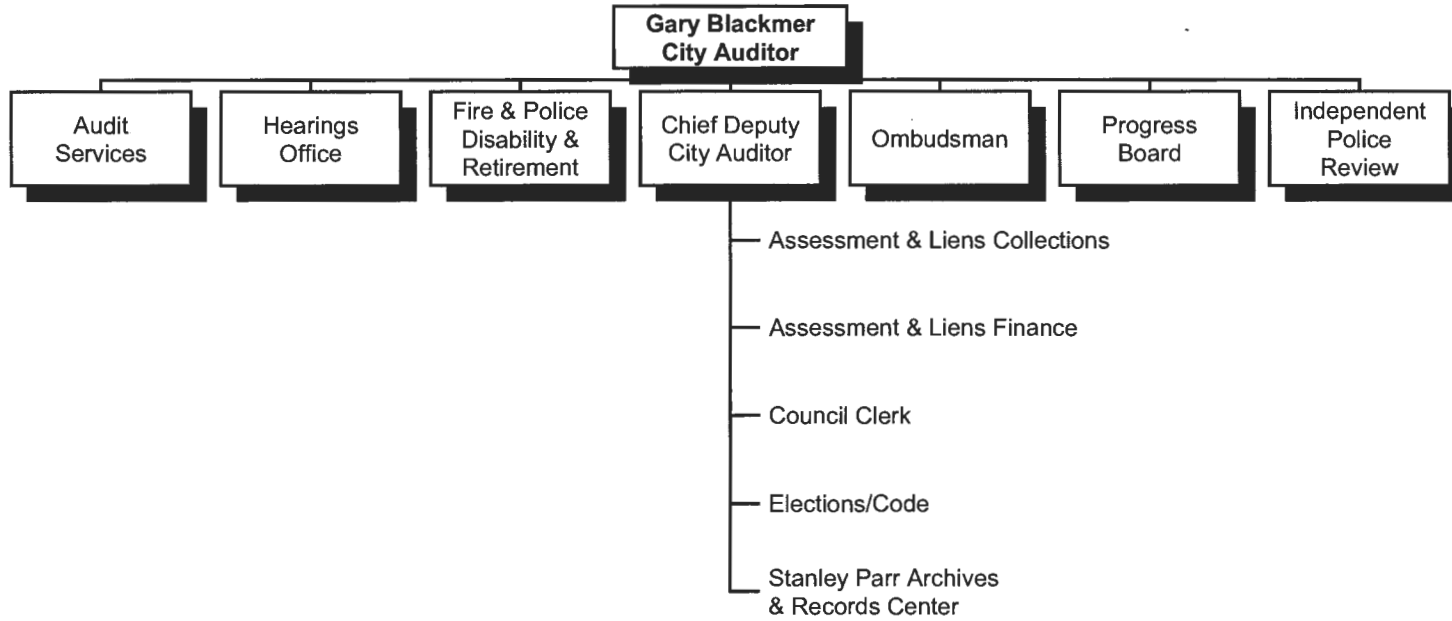 Gary Blackmer
City Auditor
Audit
Services
Hearings
Office
Fire & Police
Disability &
Retirement
Chief Deputy
City Auditor
Ombudsman
Progress
Board
Independent
Police
Review
Assessment & Liens Collections
Assessment & Liens Finance
Council Clerk
Elections/Code
Stanley Parr Archives
& Records Center